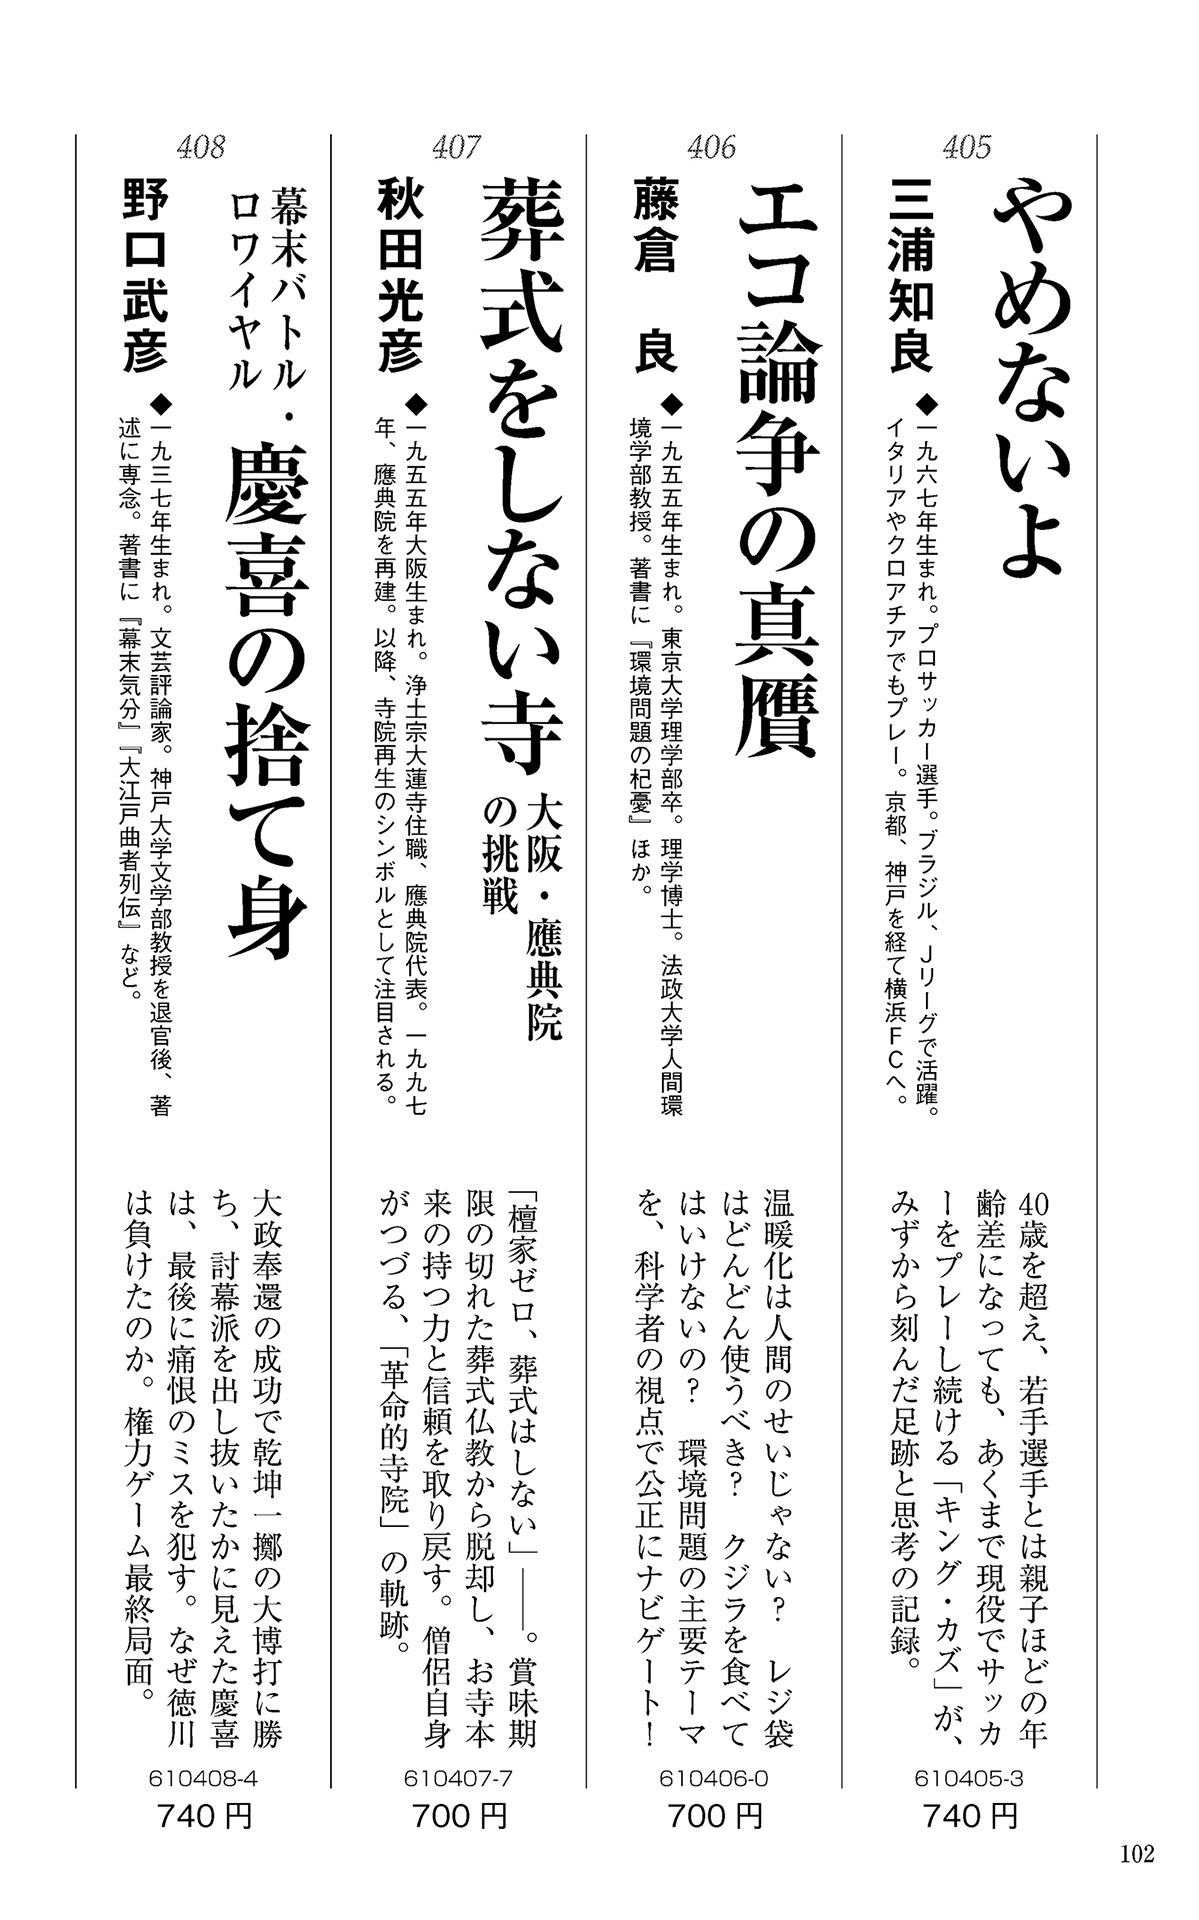 405
やめないよ
三浦知良
◆一九六七年生まれ。プロサッカー選手。ブラジル、Jリーグで活躍。
イタリアやクロアチアでもプレー。京都、神戸を経て横浜FCへ。
40歳を超え、若手選手とは親子ほどの年
齢差になっても、あくまで現役でサッカ
ーをプレーし続ける「キング・カズ」が、
みずから刻んだ足跡と思考の記録。
610405-3
740円
406
エコ論争の真贋
藤倉 良
◆一九五五年生まれ。東京大学理学部卒。理学博士。法政大学人間環
境学部教授。著書に『環境問題の杞憂』ほか。
温暖化は人間のせいじゃない? レジ袋
はどんどん使うべき? クジラを食べて
はいけないの? 環境問題の主要テーマ
を、科学者の視点で公正にナビゲート!
610406-0
700円
407
葬式をしない寺
大阪・應典院
の挑戦
秋田光彦
◆一九五五年大阪生まれ。浄土宗大蓮寺住職、應典院代表。一九九七
年、應典院を再建。以降、寺院再生のシンボルとして注目される。
「檀家ゼロ、葬式はしない」――。賞味期
限の切れた葬式仏教から脱却し、お寺本
来の持つ力と信頼を取り戻す。僧侶自身
がつづる、「革命的寺院」の軌跡。
610407-7
700円
408
幕末バトル・
ロワイヤル
慶喜の捨て身
野口武彦
◆一九三七年生まれ。文芸評論家。神戸大学文学部教授を退官後、著
述に専念。著書に『幕末気分』『大江戸曲者列伝』など。
大政奉還の成功で乾坤一擲の大博打に勝
ち、討幕派を出し抜いたかに見えた慶喜
は、最後に痛恨のミスを犯す。なぜ徳川
は負けたのか。権力ゲーム最終局面。
610408-4
740円
102